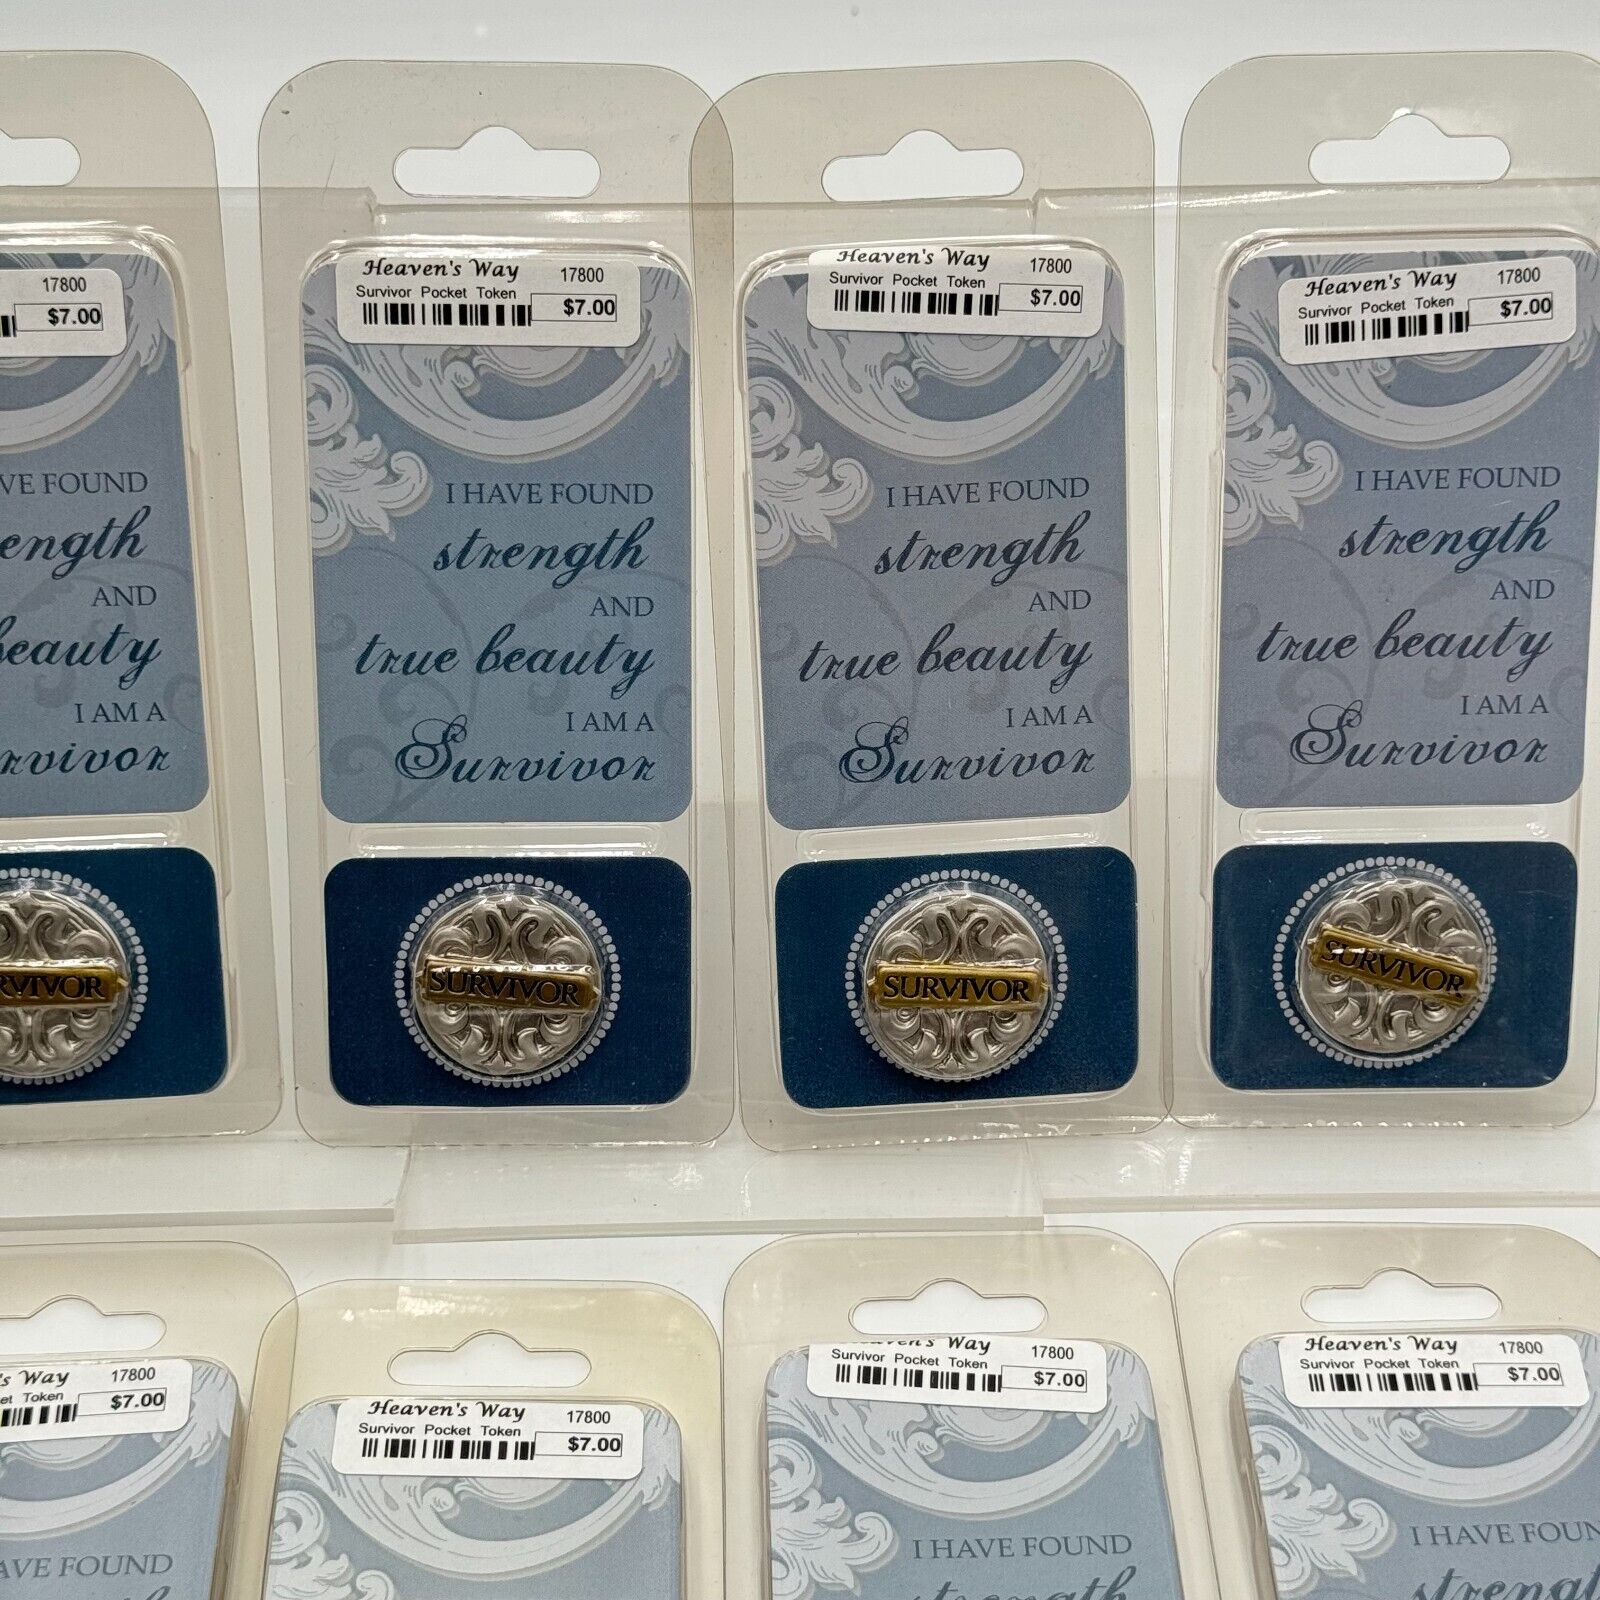 17800
$7.00
VE FOUND
ength
AND
beauty
I AM A
rvivor
RVIVOR
Heaven's Way 17800
Survivor Pocket Token
$7.00
I HAVE FOUND
strength
AND
true beauty
I AM A
Survivor
SURVIVOR
Heaven's Way 17800
Survivor Pocket Token
$7.00
I HAVE FOUND
strength
AND
true beauty
I AM A
Survivor
SURVIVOR
Heaven's Way 17800
Survivor Pocket Token
$7.00
I HAVE FOUND
strength
AND
true beauty
I AM A
Survivor
SURVIVOR
's Way 17800
et Token
$7.00
AVE FOUND
Heaven's Way 17800
Survivor Pocket Token
$7.00
Way 17800
Survivor Pocket Token
$7.00
I HAVE FOUND
strength
Heaven's Way 17800
Survivor Pocket Token
$7.00
I HAVE FOUN
strengt